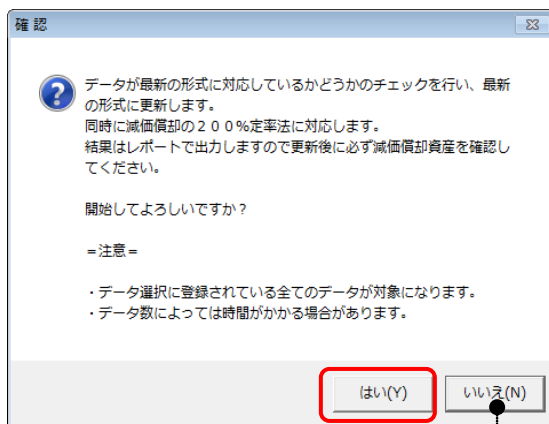 確認
データが最新の形式に対応しているかどうかのチェックを行い、最新
の形式に更新します。
同時に減価償却の２００%定率法に対応します。
結果はレポートで出力しますので更新後に必ず減価償却資産を確認し
てください。
開始してよろしいですか？
＝注意＝
・データ選択に登録されている全てのデータが対象になります。
・データ数によっては時間がかかる場合があります。
はい(Y)
いいえ(N)